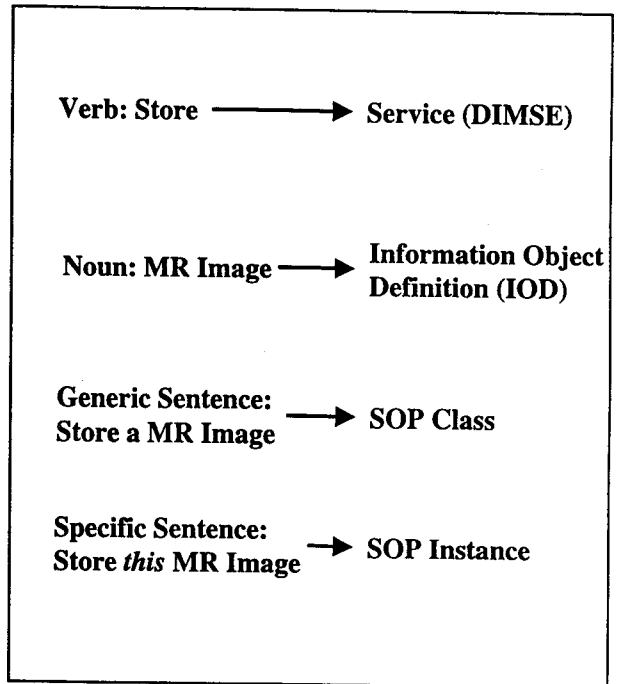 Verb: Store
Service (DIMSE)
Noun: MR Image
Information Object
Definition (IOD)
Generic Sentence:
Store a MR Image
SOP Class
Specific Sentence:
Store this MR Image
SOP Instance